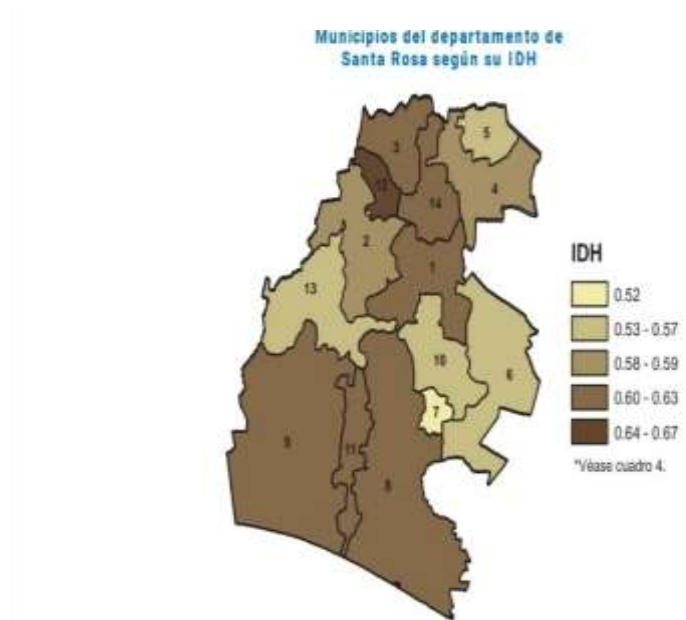 Municipios del departamento de
Santa Rosa según su IDH
5
3
4
12
14
2
1
13
IDH
0.52
0.53 - 0.57
10
6
0.58 - 0.59
7
0.60 - 0.63
9
11
8
0.64 - 0.67
*Véase cuadro 4.